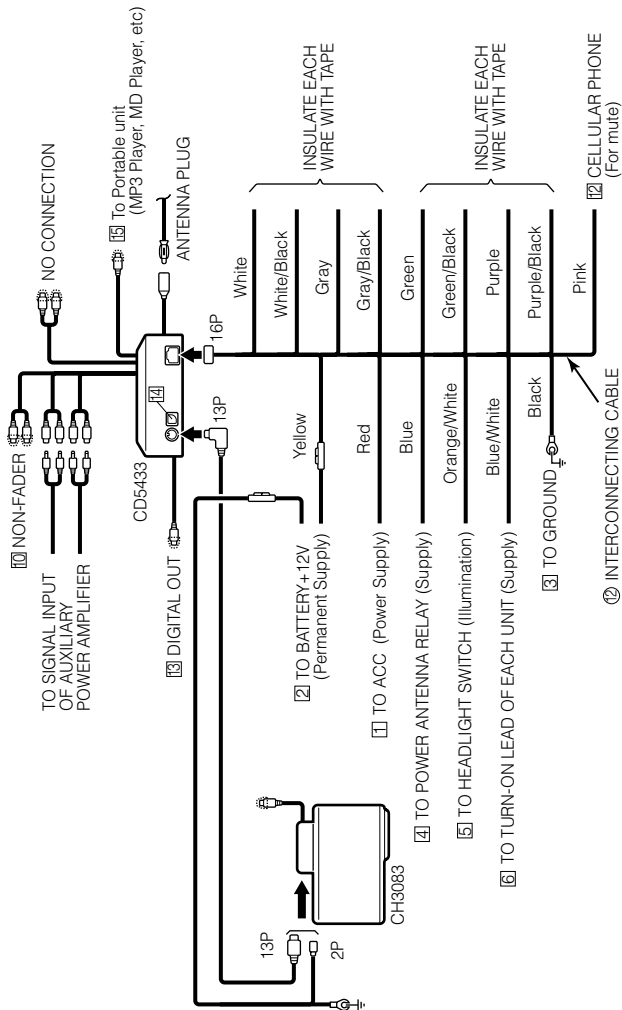 NO CONNECTION
15 To Portable unit
(MP3 Player, MD Player, etc)
ANTENNA PLUG
10 NON-FADER
TO SIGNAL INPUT
OF AUXILIARY
POWER AMPLIFIER
CD5433
14
16P
13P
13 DIGITAL OUT
White
White/Black
Gray
Gray/Black
INSULATE EACH
WIRE WITH TAPE
Green
Green/Black
Purple
Purple/Black
INSULATE EACH
WIRE WITH TAPE
Pink
12 CELLULAR PHONE
(For mute)
Yellow
2 TO BATTERY+12V
(Permanent Supply)
Red
1 TO ACC (Power Supply)
Blue
4 TO POWER ANTENNA RELAY (Supply)
Orange/White
5 TO HEADLIGHT SWITCH (Illumination)
Blue/White
6 TO TURN-ON LEAD OF EACH UNIT (Supply)
Black
3 TO GROUND
⑫ INTERCONNECTING CABLE
13P
2P
CH3083